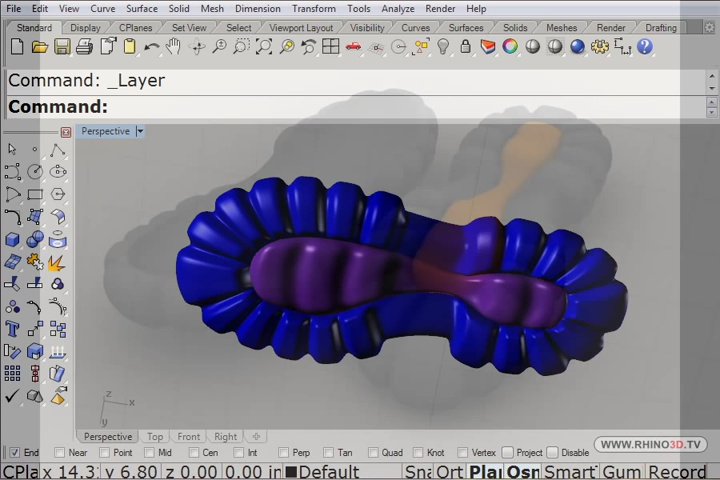 File Edit View Curve Surface Solid Mesh Dimension Transform Tools Analyze Render Help
Standard Display CPlanes Set View Select Viewport Layout Visibility Curves Surfaces Solids Meshes Rendering Drafting
Command: _Layer
Command:
Perspective
z
x
y
Perspective Top Front Right
WWW.RHINO3D.TV
End Near Point Mid Cen Int Perp Tan Quad Knot Vertex Project Disable
CPla x 14.3 y 6.80 z 0.00 0.00 in Default Sna Ort Plan Osn Smart Gum Record